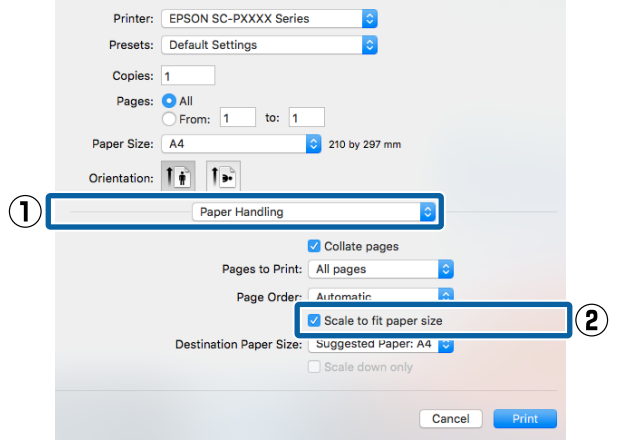 Printer: EPSON SC-PXXXX Series
Presets: Default Settings
Copies: 1
Pages: All
From: 1 to: 1
Paper Size: A4 210 by 297 mm
Orientation:
1 Paper Handling
Collate pages
Pages to Print: All pages
Page Order: Automatic
Scale to fit paper size 2
Destination Paper Size: Suggested Paper: A4
Scale down only
Cancel Print